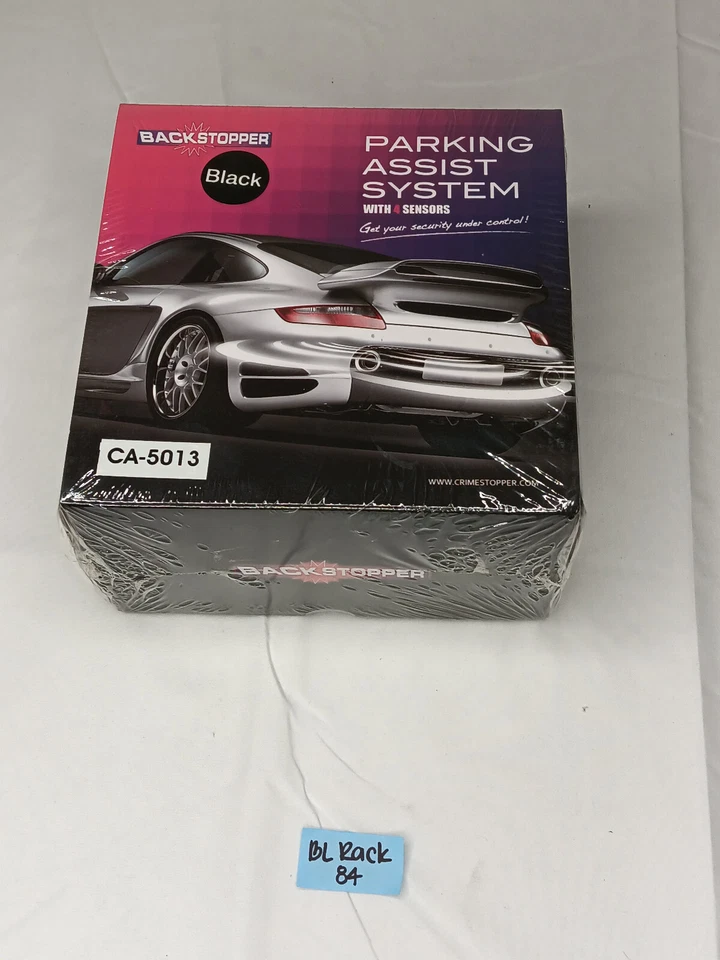 BACKSTOPPER
Black
PARKING
ASSIST
SYSTEM
WITH 4 SENSORS
Get your security under control!
CA-5013
WWW.CRIMESTOPPER.COM
BACKSTOPPER
BL Rack
84